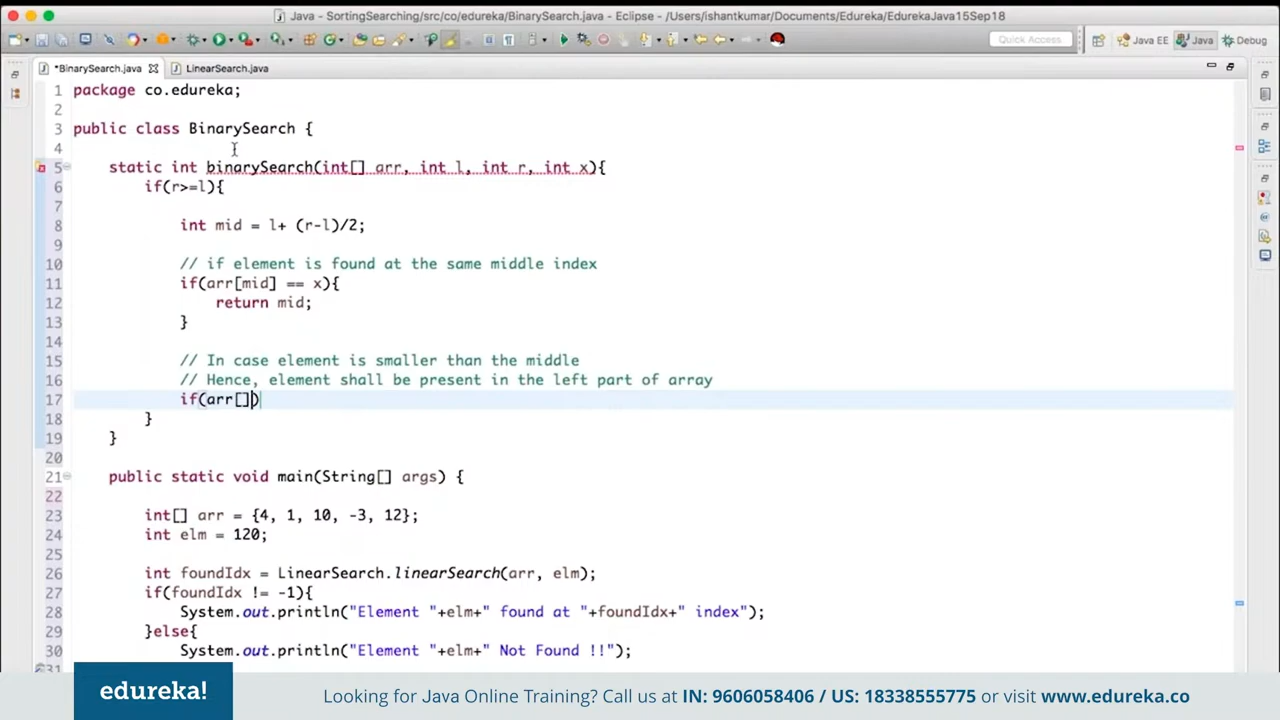 Java - SortingSearching/src/co/edureka/BinarySearch.java - Eclipse - /Users/ishantkumar/Documents/Edureka/EdurekaJava15Sep18
Quick Access
Java EE
Java
Debug
*BinarySearch.java
LinearSearch.java
1 package co.edureka;
2
3 public class BinarySearch {
4
5 static int binarySearch(int[] arr, int l, int r, int x){
6 if(r>=l){
7
8 int mid = l+ (r-l)/2;
9
10 // if element is found at the same middle index
11 if(arr[mid] == x){
12 return mid;
13 }
14
15 // In case element is smaller than the middle
16 // Hence, element shall be present in the left part of array
17 if(arr[])
18 }
19 }
20
21 public static void main(String[] args) {
22
23 int[] arr = {4, 1, 10, -3, 12};
24 int elm = 120;
25
26 int foundIdx = LinearSearch.linearSearch(arr, elm);
27 if(foundIdx != -1){
28 System.out.println("Element "+elm+" found at "+foundIdx+" index");
29 }else{
30 System.out.println("Element "+elm+" Not Found !!");
31
edureka!
Looking for Java Online Training? Call us at IN: 9606058406 / US: 18338555775 or visit www.edureka.co